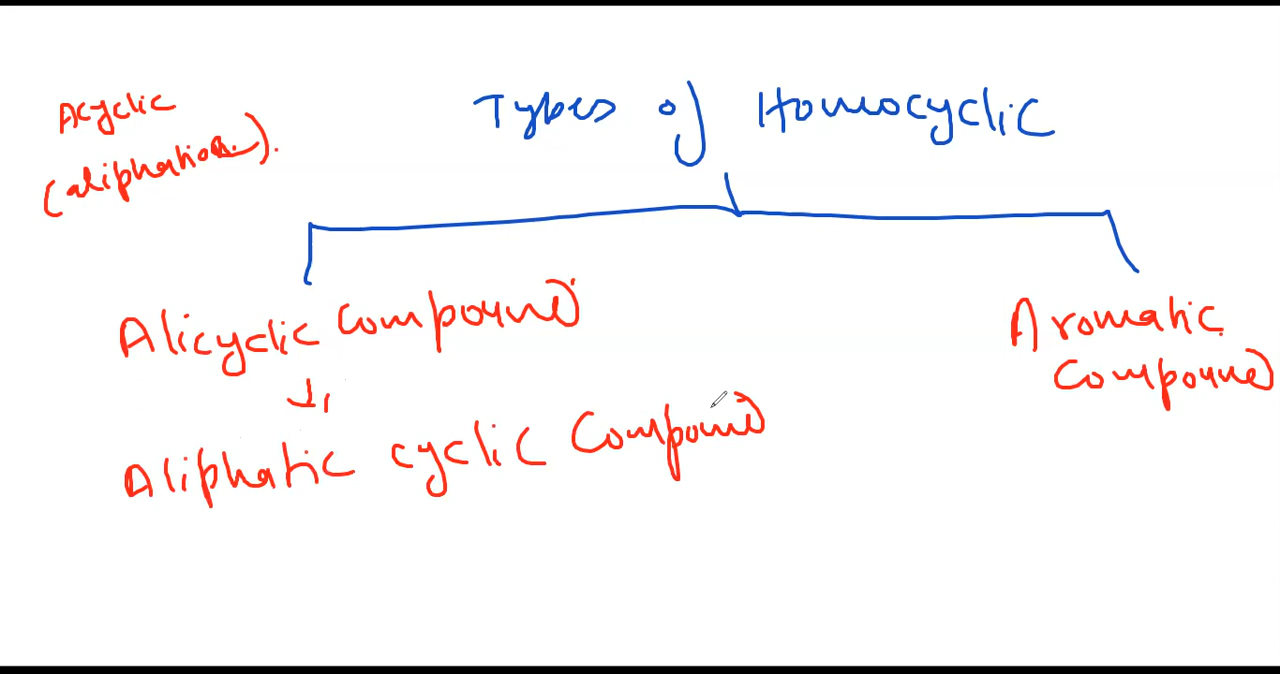 Types of Homocyclic
Acyclic
(aliphatic).
Alicyclic Compound
Aromatic
Compound
Aliphatic cyclic Compound